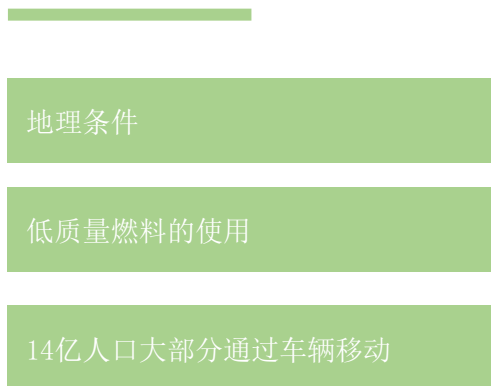 地理条件
低质量燃料的使用
14亿人口大部分通过车辆移动